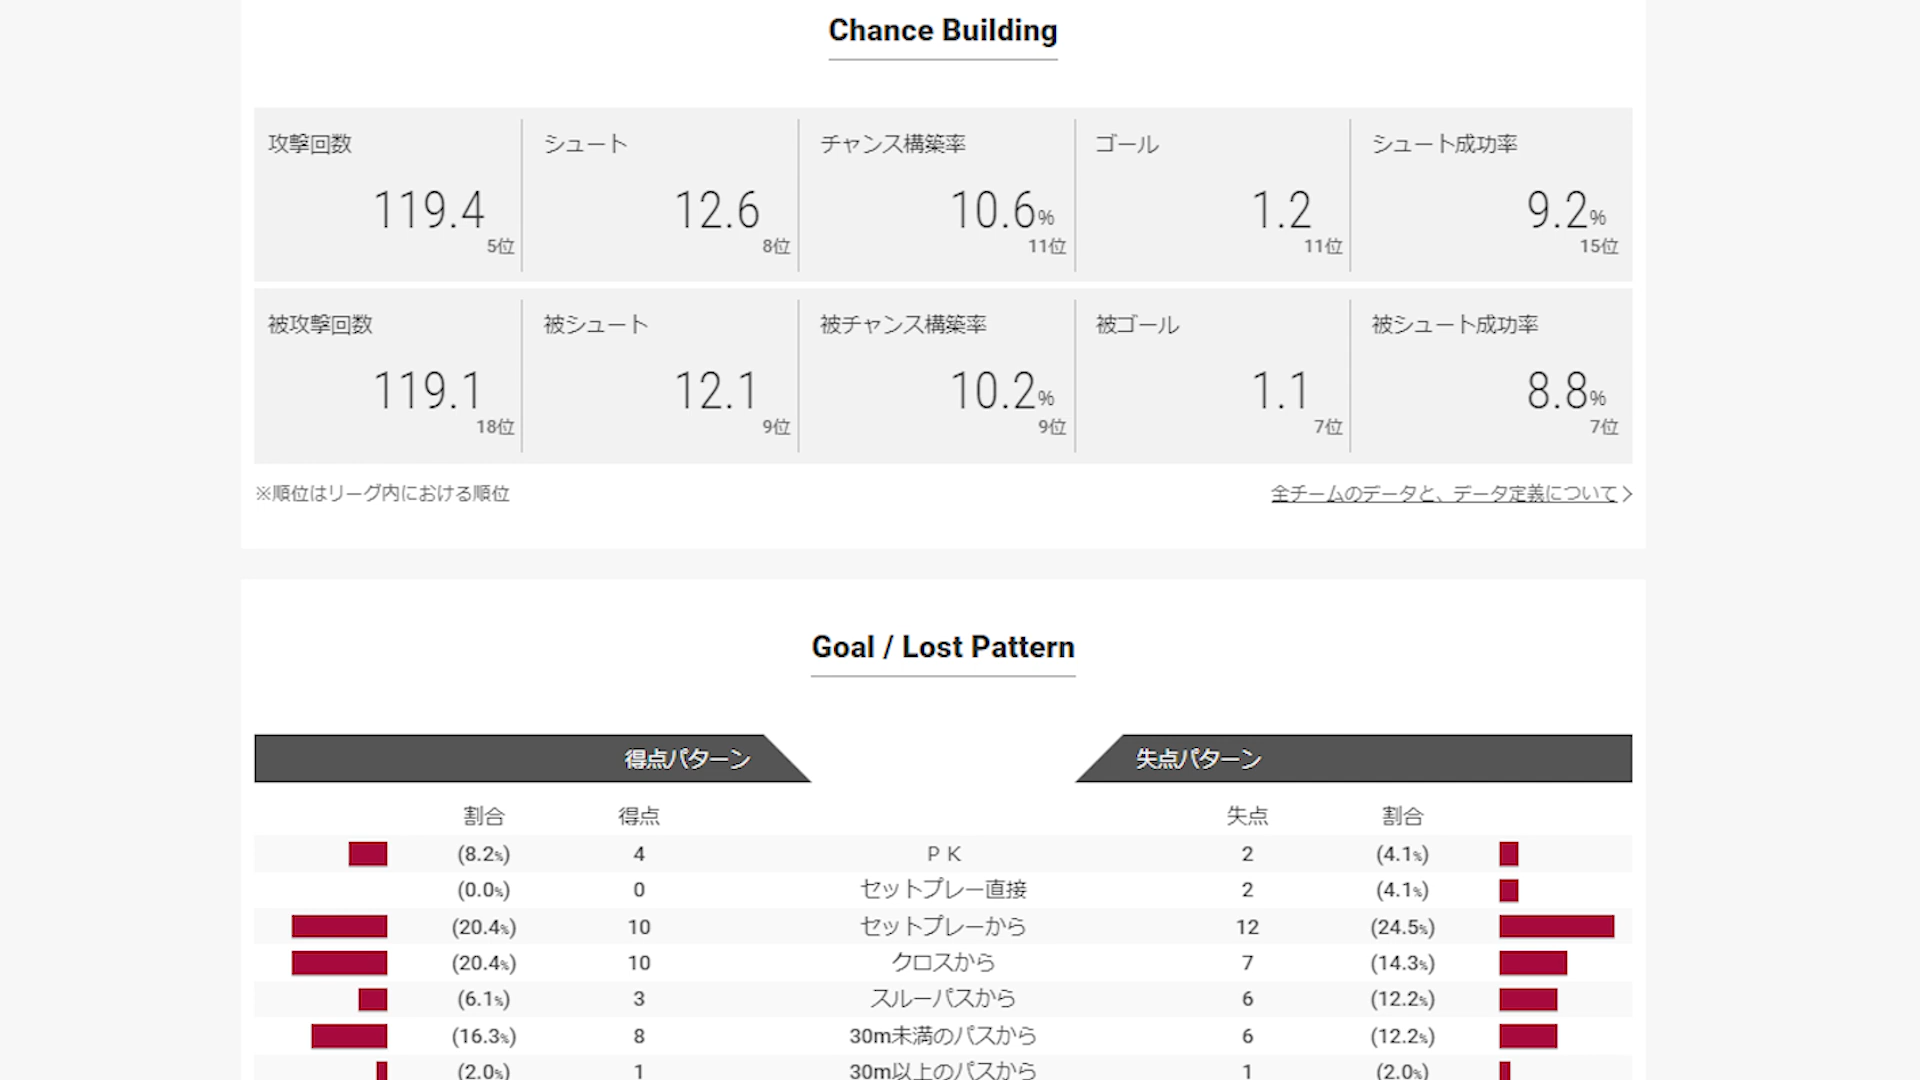 Chance Building
攻撃回数 シュート チャンス構築率 ゴール シュート成功率
119.4 12.6 10.6% 1.2 9.2%
5位 8位 11位 11位 15位
被攻撃回数 被シュート 被チャンス構築率 被ゴール 被シュート成功率
119.1 12.1 10.2% 1.1 8.8%
18位 9位 9位 7位 7位
※順位はリーグ内における順位 全チームのデータと、データ定義について
Goal / Lost Pattern
得点パターン 失点パターン
割合 得点 失点 割合
(8.2%) 4 ＰＫ 2 (4.1%)
(0.0%) 0 セットプレー直接 2 (4.1%)
(20.4%) 10 セットプレーから 12 (24.5%)
(20.4%) 10 クロスから 7 (14.3%)
(6.1%) 3 スルーパスから 6 (12.2%)
(16.3%) 8 30m未満のパスから 6 (12.2%)
(2.0%) 1 30m以上のパスから 1 (2.0%)